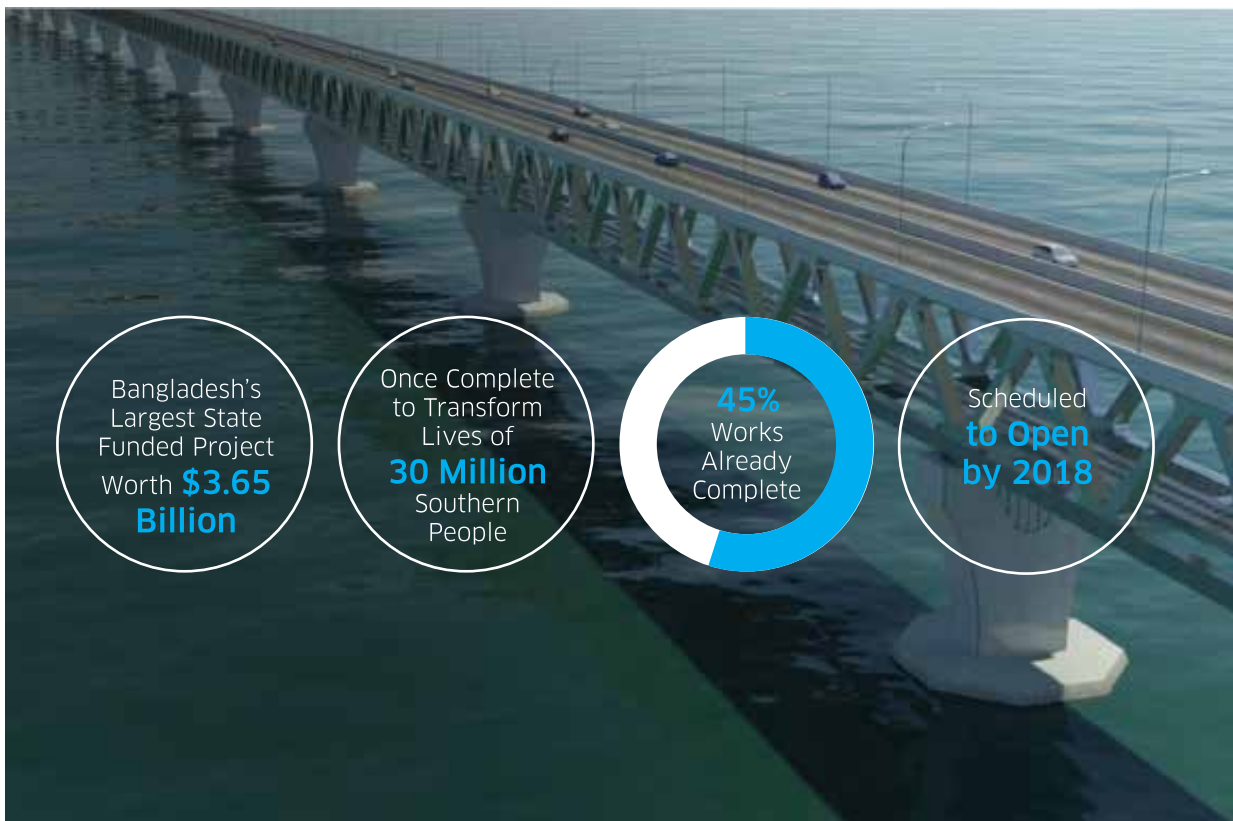 Bangladesh's
Largest State
Funded Project
Worth $3.65
Billion
Once Complete
to Transform
Lives of
30 Million
Southern
People
45%
Works
Already
Complete
Scheduled
to Open
by 2018